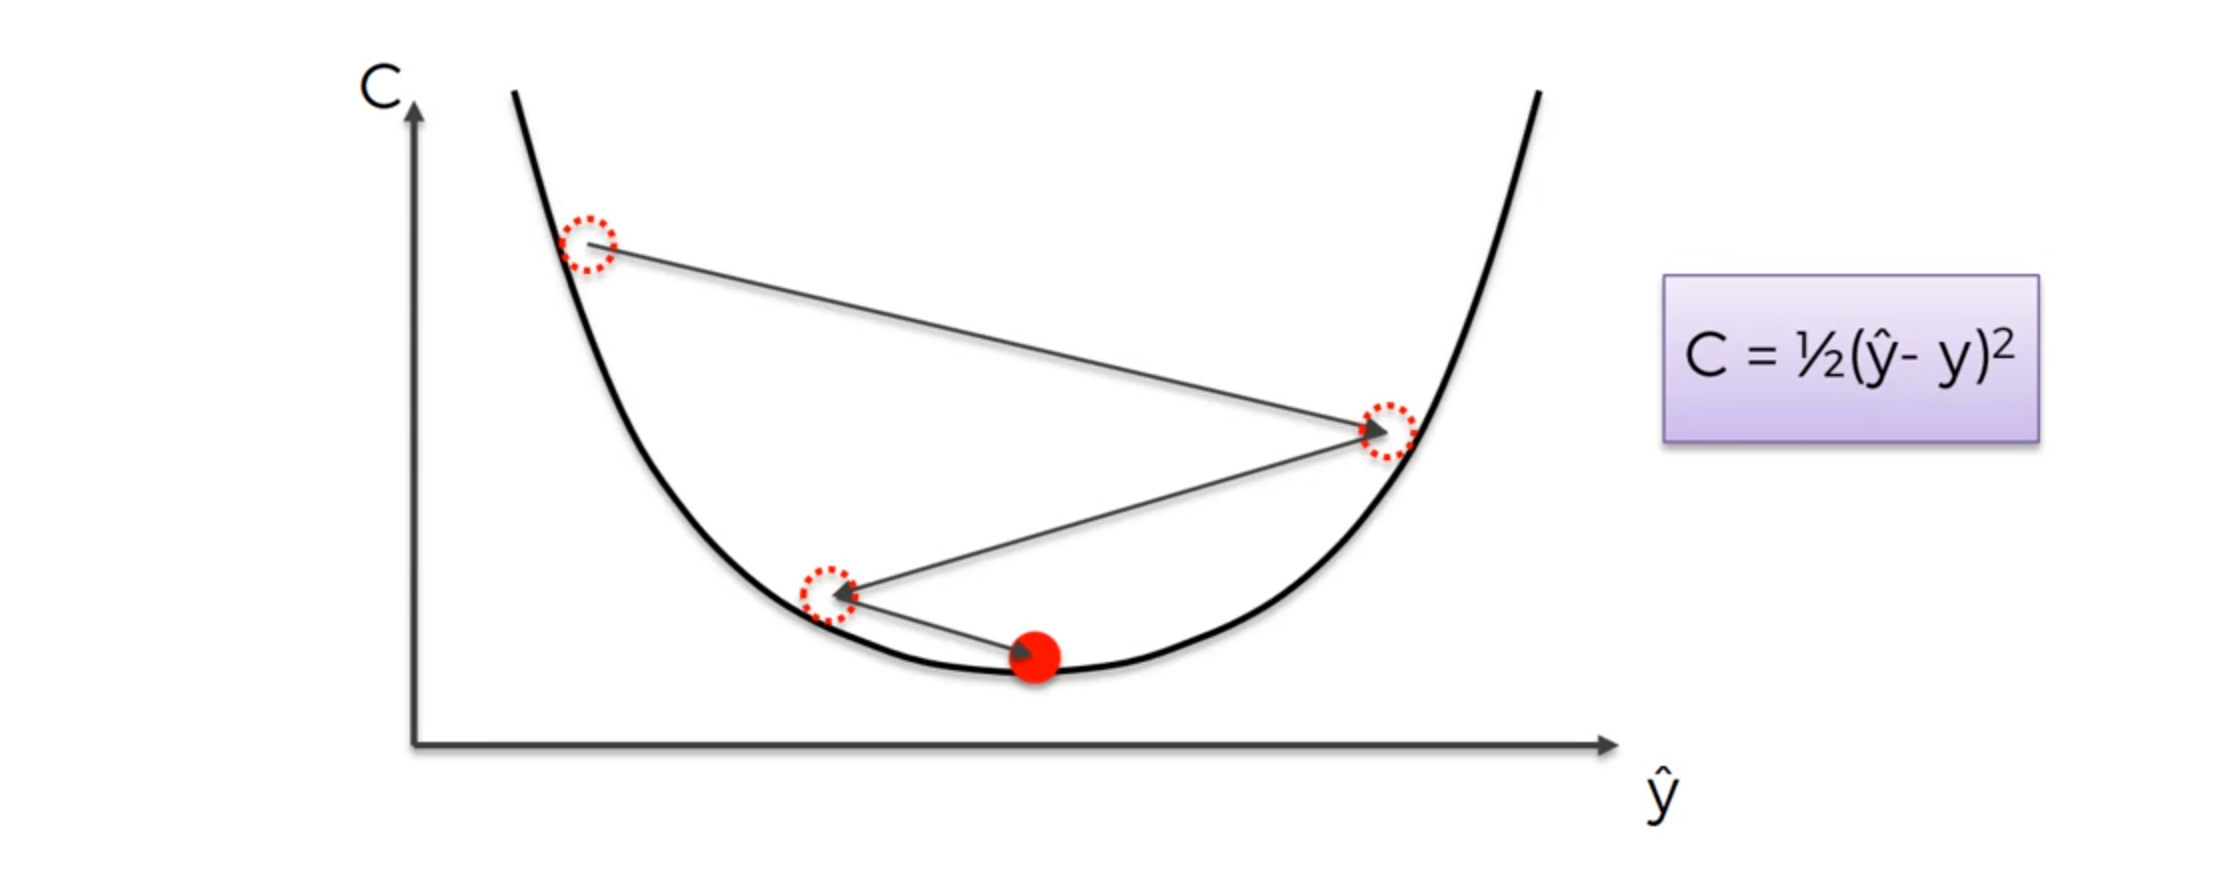 C
C = ½(ŷ- y)²
ŷ